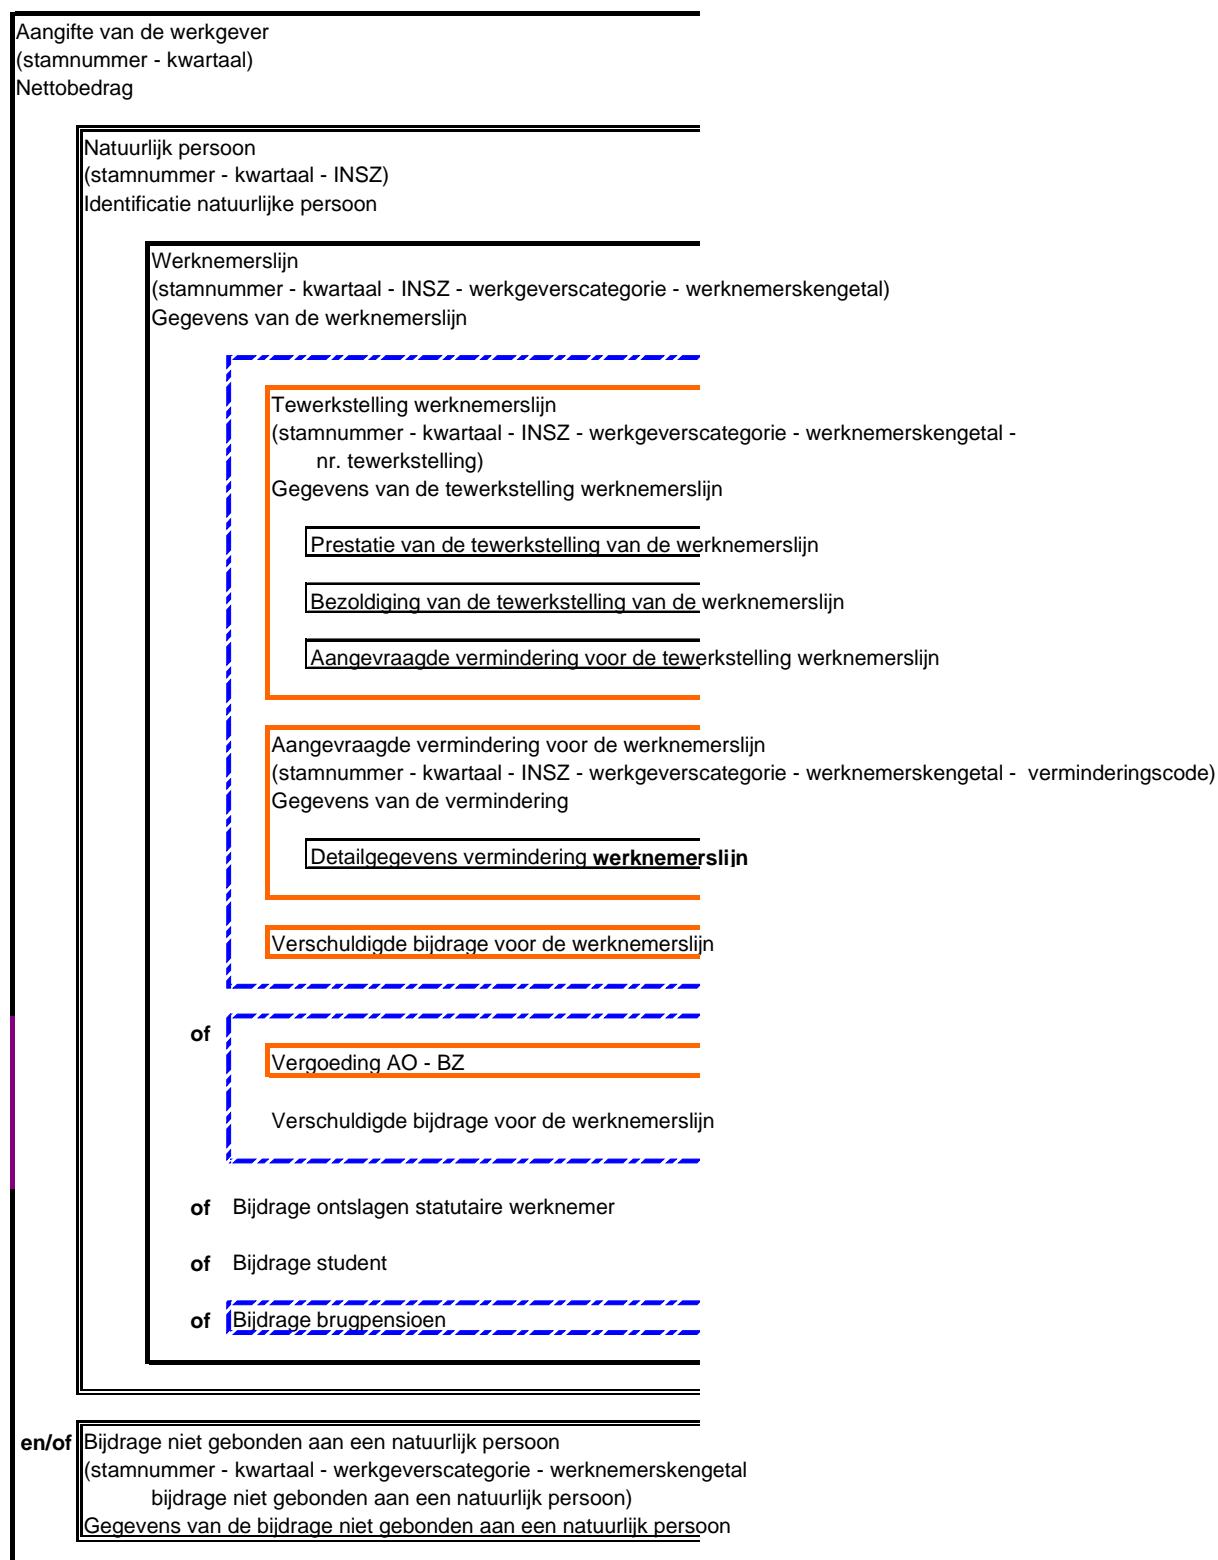 Aangifte van de werkgever
(stamnummer - kwartaal)
Nettobedrag
Natuurlijk persoon
(stamnummer - kwartaal - INSZ)
Identificatie natuurlijke persoon
Werknemerslijn
(stamnummer - kwartaal - INSZ - werkgeverscategorie - werknemerskengetal)
Gegevens van de werknemerslijn
Tewerkstelling werknemerslijn
(stamnummer - kwartaal - INSZ - werkgeverscategorie - werknemerskengetal -
nr. tewerkstelling)
Gegevens van de tewerkstelling werknemerslijn
Prestatie van de tewerkstelling van de werknemerslijn
Bezoldiging van de tewerkstelling van de werknemerslijn
Aangevraagde vermindering voor de tewerkstelling werknemerslijn
Aangevraagde vermindering voor de werknemerslijn
(stamnummer - kwartaal - INSZ - werkgeverscategorie - werknemerskengetal - verminderingscode)
Gegevens van de vermindering
Detailgegevens vermindering werknemerslijn
Verschuldigde bijdrage voor de werknemerslijn
of
Vergoeding AO - BZ
Verschuldigde bijdrage voor de werknemerslijn
of Bijdrage ontslagen statutaire werknemer
of Bijdrage student
of Bijdrage brugpensioen
en/of Bijdrage niet gebonden aan een natuurlijk persoon
(stamnummer - kwartaal - werkgeverscategorie - werknemerskengetal
bijdrage niet gebonden aan een natuurlijk persoon)
Gegevens van de bijdrage niet gebonden aan een natuurlijk persoon